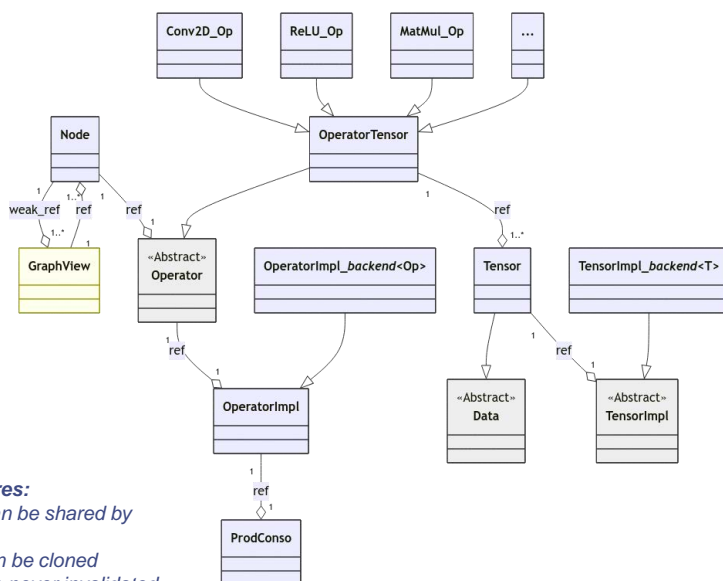 Conv2D_Op
ReLU_Op
MatMul_Op
...
Node
OperatorTensor
1
1..*
1
1
weak_ref
ref
ref
ref
1..*
1
1
1..*
GraphView
«Abstract»
Operator
OperatorImpl_backend<Op>
Tensor
TensorImpl_backend<T>
1
ref
1
1
ref
1
OperatorImpl
«Abstract»
Data
«Abstract»
TensorImpl
1
ref
1
ProdConso
res:
n be shared by
n be cloned
never invalidated